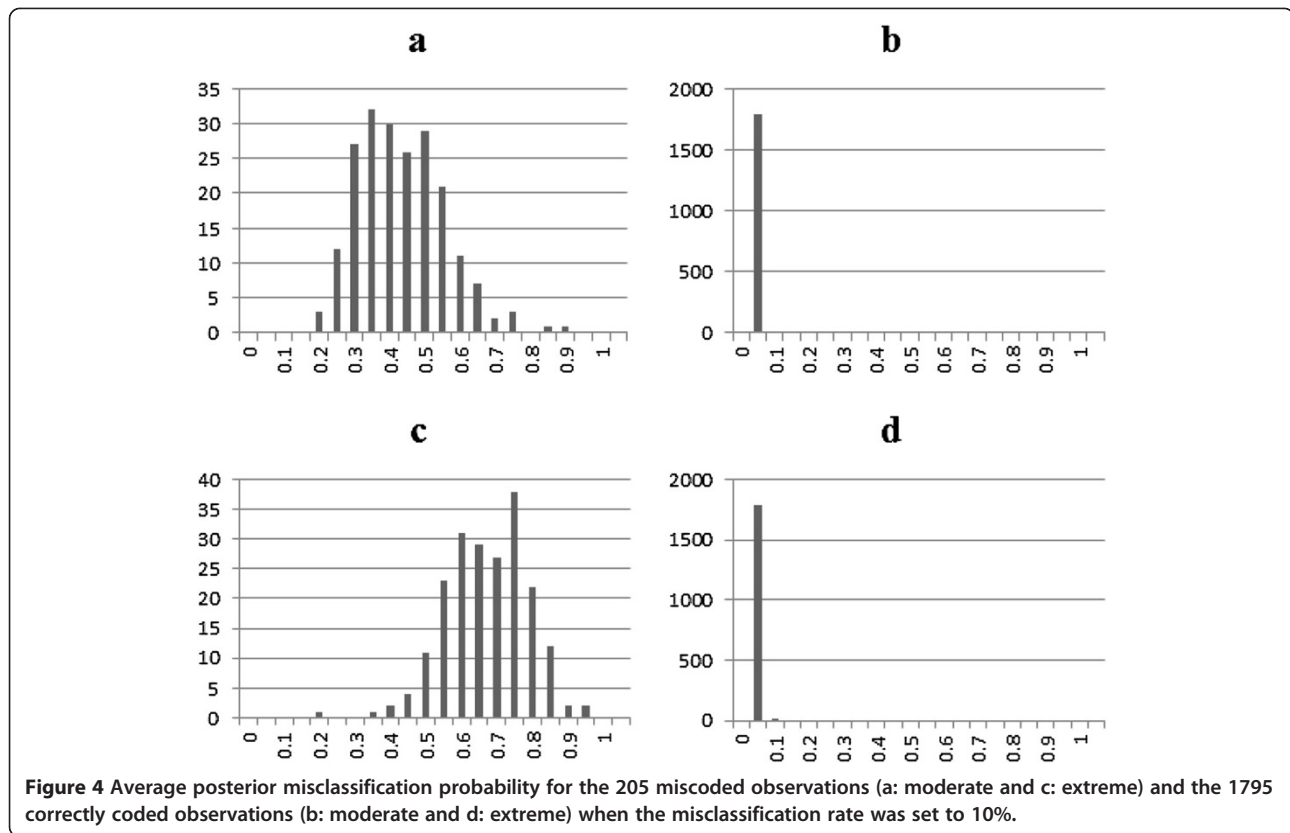 a
35
30
25
20
15
10
5
0
0 0.1 0.2 0.3 0.4 0.5 0.6 0.7 0.8 0.9 1
b
2000
1500
1000
500
0
0 0.1 0.2 0.3 0.4 0.5 0.6 0.7 0.8 0.9 1
c
40
35
30
25
20
15
10
5
0
0 0.1 0.2 0.3 0.4 0.5 0.6 0.7 0.8 0.9 1
d
2000
1500
1000
500
0
0 0.1 0.2 0.3 0.4 0.5 0.6 0.7 0.8 0.9 1
Figure 4 Average posterior misclassification probability for the 205 miscoded observations (a: moderate and c: extreme) and the 1795
correctly coded observations (b: moderate and d: extreme) when the misclassification rate was set to 10%.